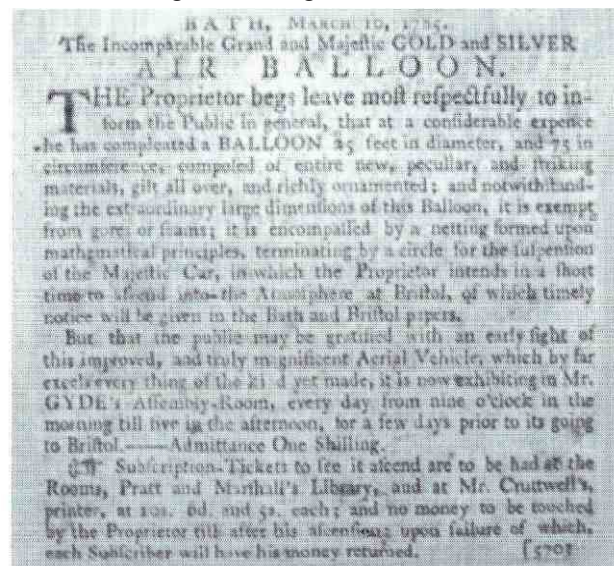 BATH, MARCH 10, 1785.
The Incomparable Grand and Majeſtic GOLD and SILVER
AIR BALLOON.
THE Proprietor begs leave moſt reſpectfully to in-
form the Public in general, that at a conſiderable expence
he has compleated a BALLOON 25 feet in diameter, and 75 in
circumference, compoſed of entire new, peculiar, and ſtriking
materials, gilt all over, and richly ornamented; and notwithſtand-
ing the extraordinary large dimenſions of this Balloon, it is exempt
from gores or ſeams; it is encompaſſed by a netting formed upon
mathematical principles, terminating by a circle for the ſuſpenſion
of the Majeſtic Car, in which the Proprietor intends in a ſhort
time to aſcend into the Atmoſphere at Briſtol, of which timely
notice will be given in the Bath and Briſtol papers.
But that the public may be gratified with an early ſight of
this improved, and truly magnificent Aerial Vehicle, which by far
excels every thing of the kind yet made, it is now exhibiting in Mr.
GYDE's Aſſembly-Room, every day from nine o'clock in the
morning till five in the afternoon, for a few days prior to its going
to Briſtol.——Admittance One Shilling.
☞ Subſcription-Tickets to ſee it aſcend are to be had at the
Rooms, Pratt and Marſhall's Library, and at Mr. Cruttwell's,
printer, at 10s. 6d. and 5s. each; and no money to be touched
by the Proprietor till after his aſcenſion; upon failure of which,
each Subſcriber will have his money returned. [5705